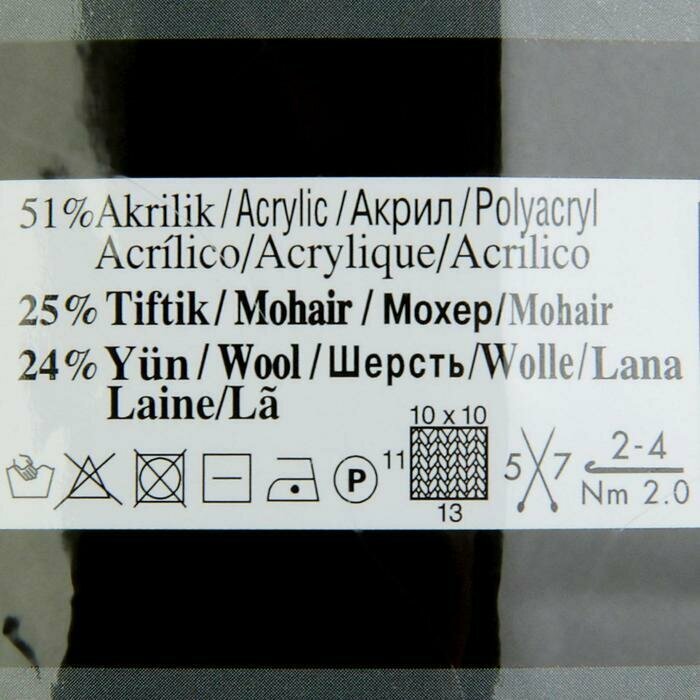 51% Akrilik/Acrylic/Акрил/Polyacryl
Acrílico/Acrylique/Acrilico
25% Tiftik/Mohair/Мохер/Mohair
24% Yün/Wool/Шерсть/Wolle/Lana
Laine/Lã
10 x 10
P 11 5 7 2-4
13 Nm 2.0